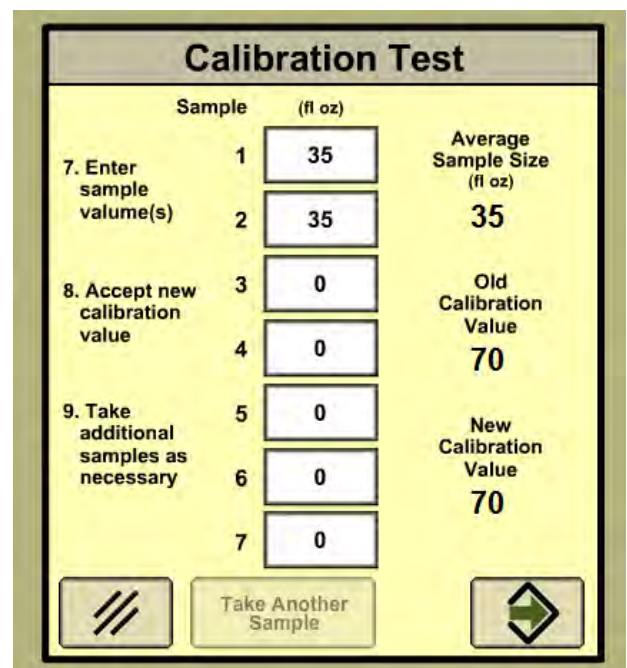 Calibration Test
Sample (fl oz)
7. Enter
sample
valume(s)
8. Accept new
calibration
value
9. Take
additional
samples as
necessary
1 35
2 35
3 0
4 0
5 0
6 0
7 0
Average
Sample Size
(fl oz)
35
Old
Calibration
Value
70
New
Calibration
Value
70
Take Another
Sample